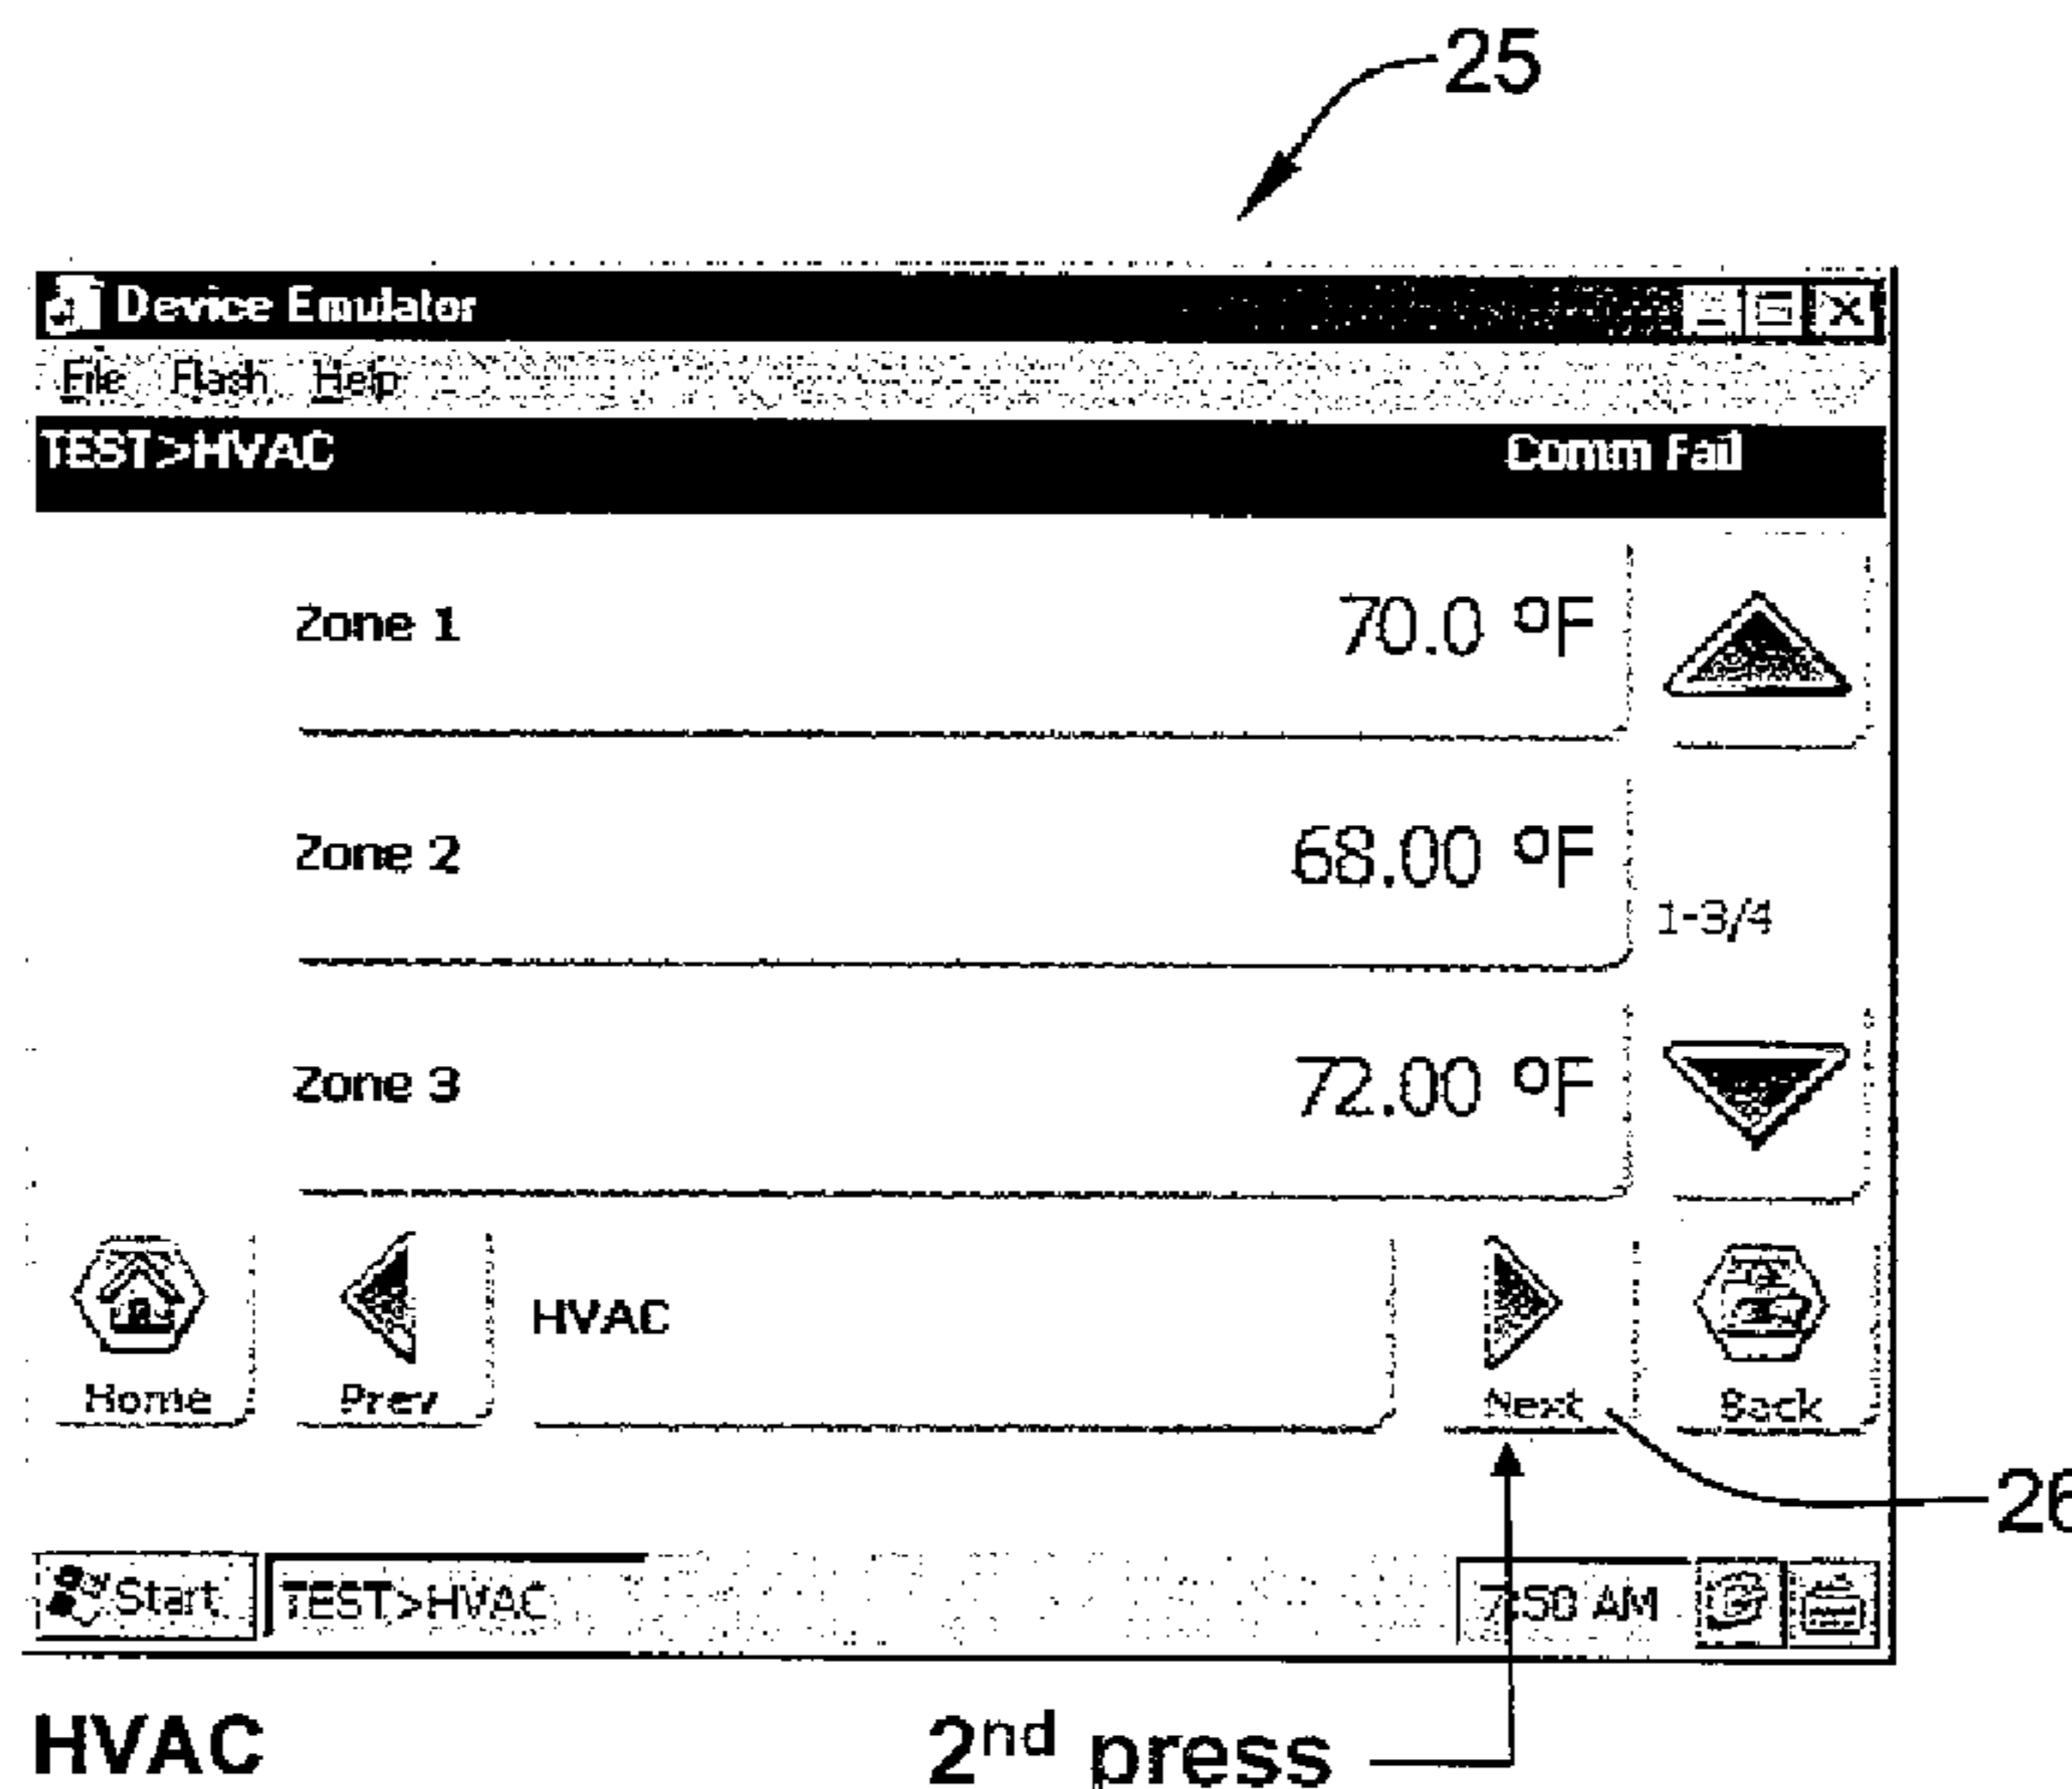 25
Device Emulator
File Flash Help
TEST>HVAC Comm Fail
Zone 1 70.0 °F
Zone 2 68.00 °F
1-3/4
Zone 3 72.00 °F
HVAC
Home Prev Next Back
26
Start TEST>HVAC 7:50 AM
HVAC 2nd press